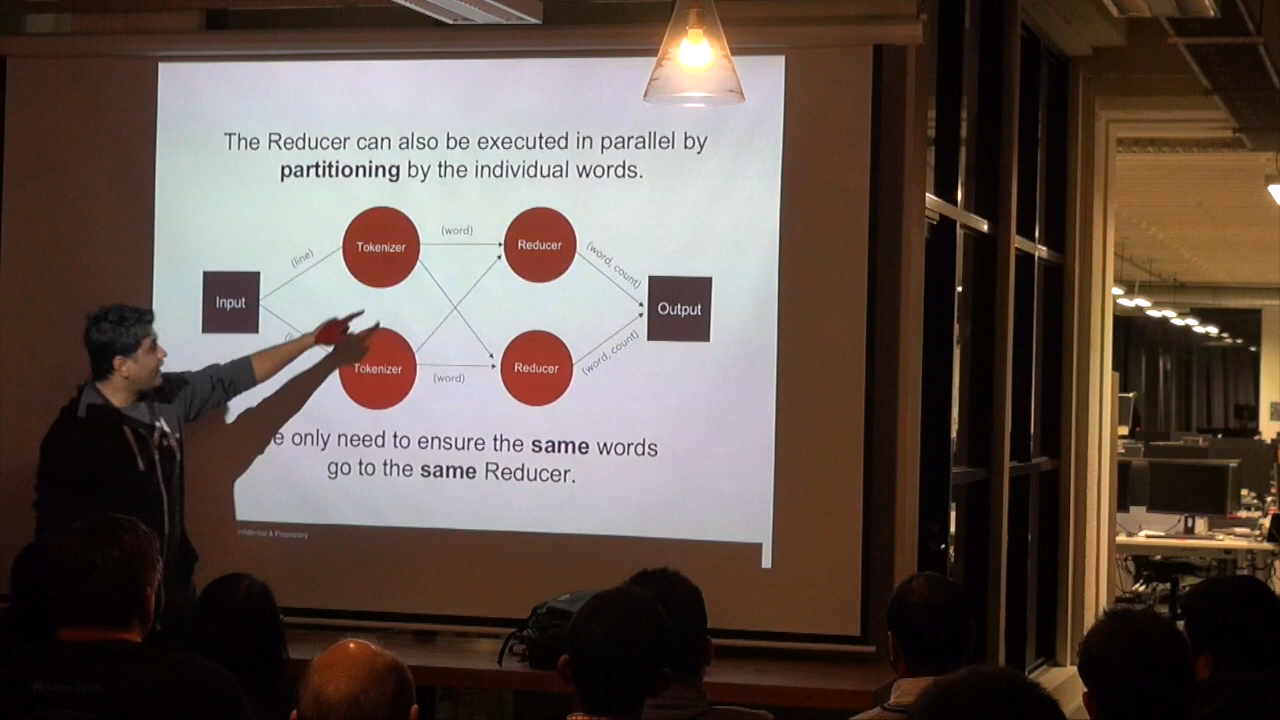 The Reducer can also be executed in parallel by
partitioning by the individual words.
(line)
Tokenizer
(word)
Reducer
(word, count)
Input
Output
Tokenizer
(word)
Reducer
(word, count)
e only need to ensure the same words
go to the same Reducer.
nfidential & Proprietary